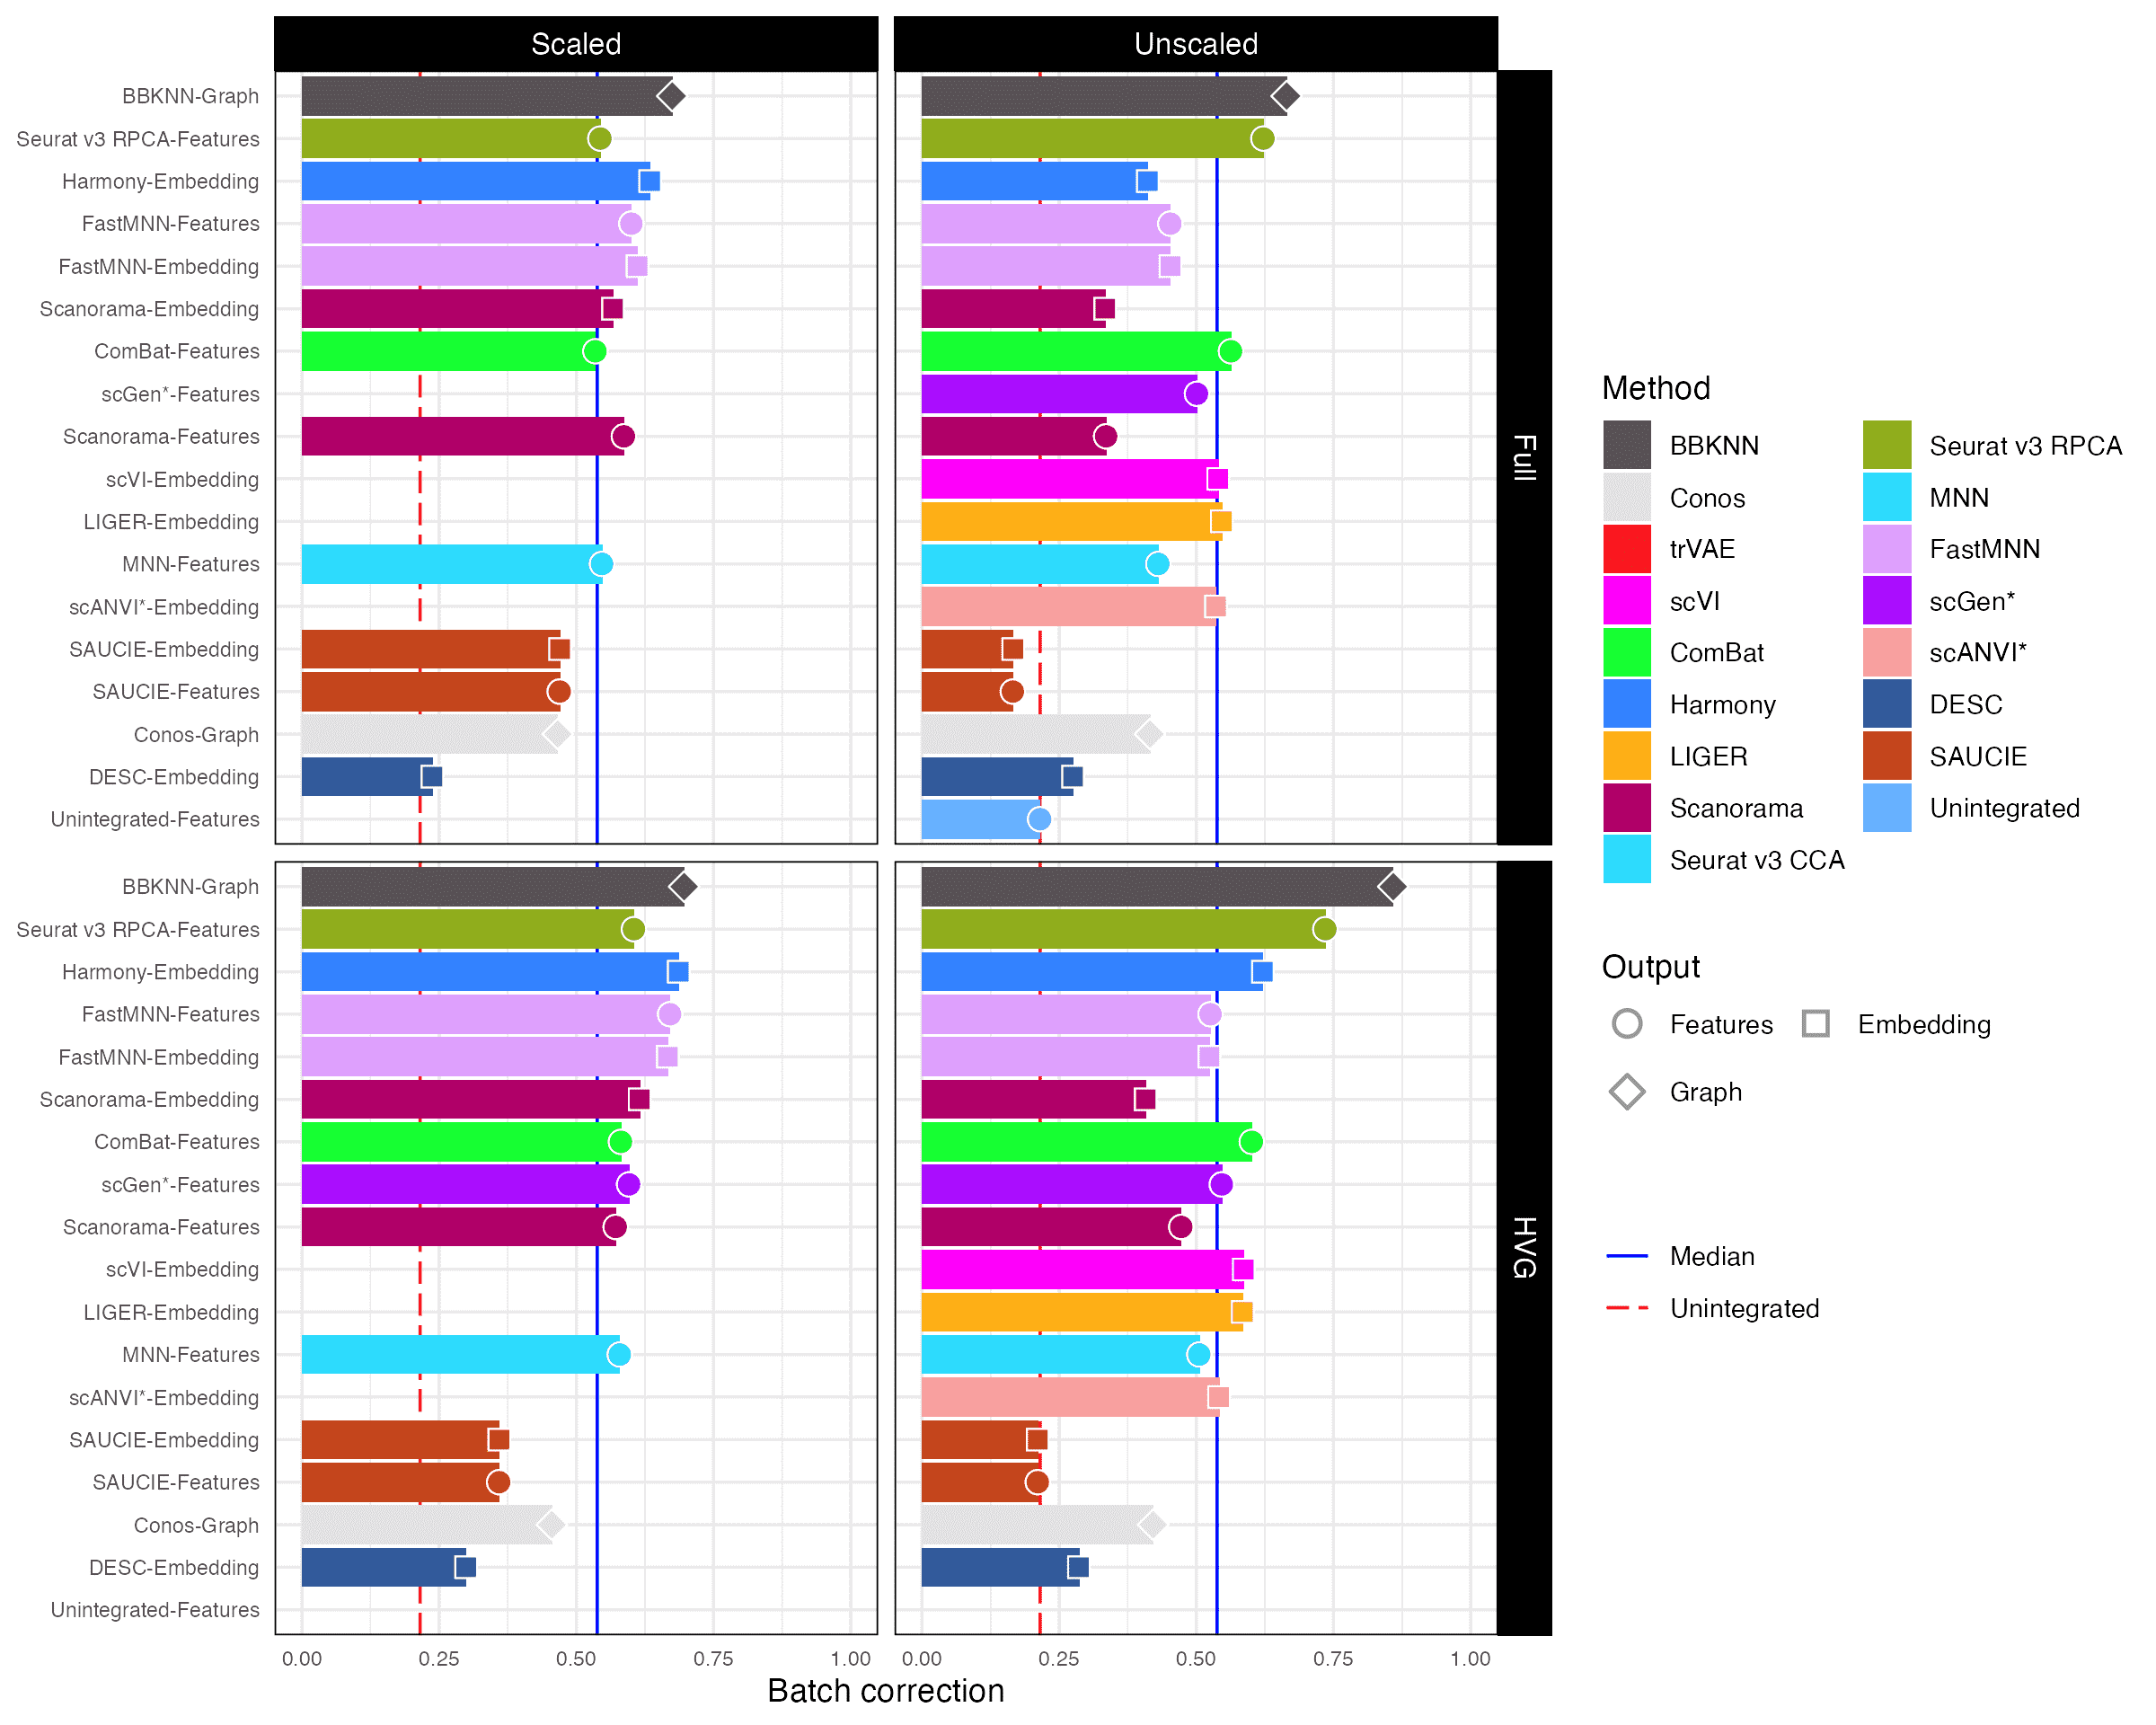 Scaled
Unscaled
BBKNN-Graph
Seurat v3 RPCA-Features
Harmony-Embedding
FastMNN-Features
FastMNN-Embedding
Scanorama-Embedding
ComBat-Features
scGen*-Features
Scanorama-Features
scVI-Embedding
LIGER-Embedding
MNN-Features
scANVI*-Embedding
SAUCIE-Embedding
SAUCIE-Features
Conos-Graph
DESC-Embedding
Unintegrated-Features
Full
BBKNN-Graph
Seurat v3 RPCA-Features
Harmony-Embedding
FastMNN-Features
FastMNN-Embedding
Scanorama-Embedding
ComBat-Features
scGen*-Features
Scanorama-Features
scVI-Embedding
LIGER-Embedding
MNN-Features
scANVI*-Embedding
SAUCIE-Embedding
SAUCIE-Features
Conos-Graph
DESC-Embedding
Unintegrated-Features
HVG
0.00 0.25 0.50 0.75 1.00
0.00 0.25 0.50 0.75 1.00
Batch correction
Method
BBKNN
Conos
trVAE
scVI
ComBat
Harmony
LIGER
Scanorama
Seurat v3 CCA
Seurat v3 RPCA
MNN
FastMNN
scGen*
scANVI*
DESC
SAUCIE
Unintegrated
Output
Features
Embedding
Graph
Median
Unintegrated